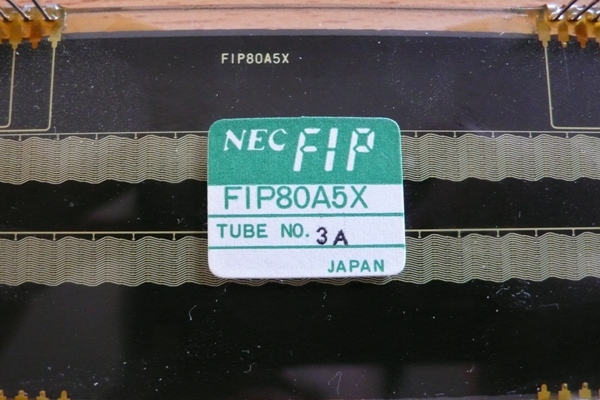 FIP80A5X
NEC FIP
FIP80A5X
TUBE NO. 3A
JAPAN